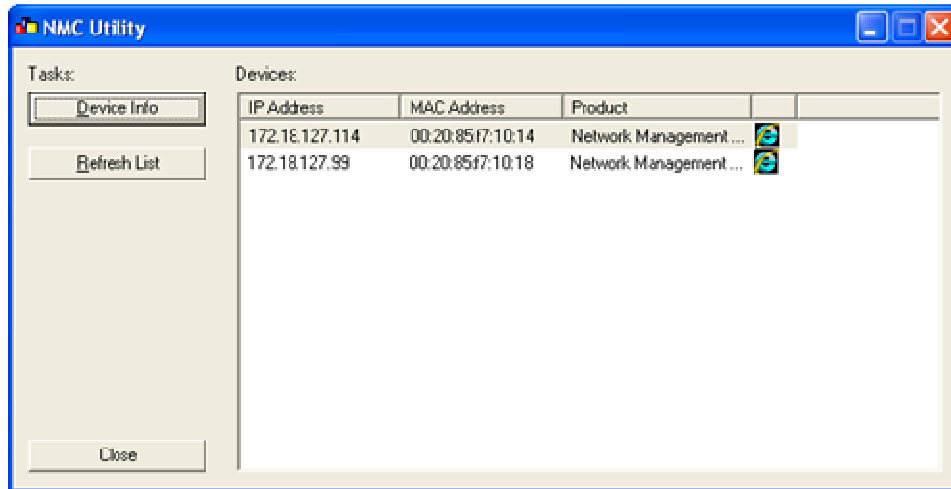 NMC Utility
Tasks:
Devices:
Device Info
Refresh List
Close
IP Address MAC Address Product
172.18.127.114 00:20:85:f7:10:14 Network Management ...
172.18.127.99 00:20:85:f7:10:18 Network Management ...